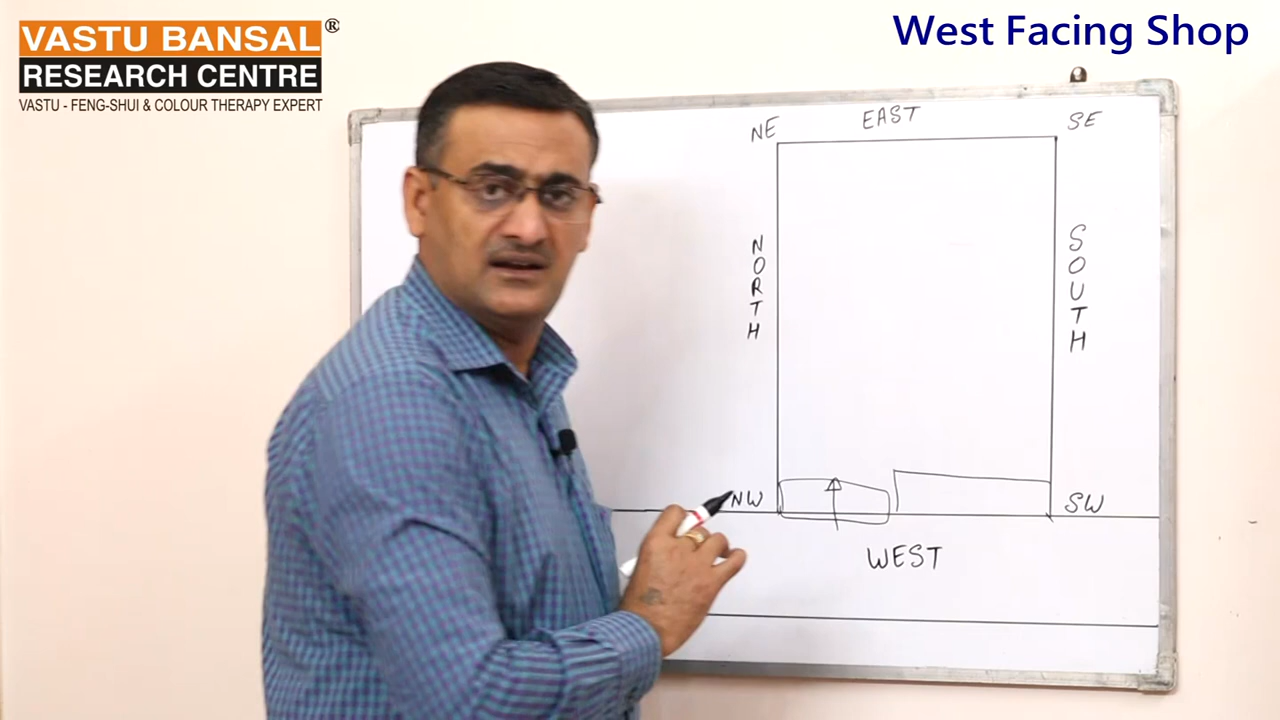 VASTU BANSAL®
RESEARCH CENTRE
VASTU - FENG-SHUI & COLOUR THERAPY EXPERT
West Facing Shop
NE
EAST
SE
NORTH
SOUTH
NW
SW
WEST